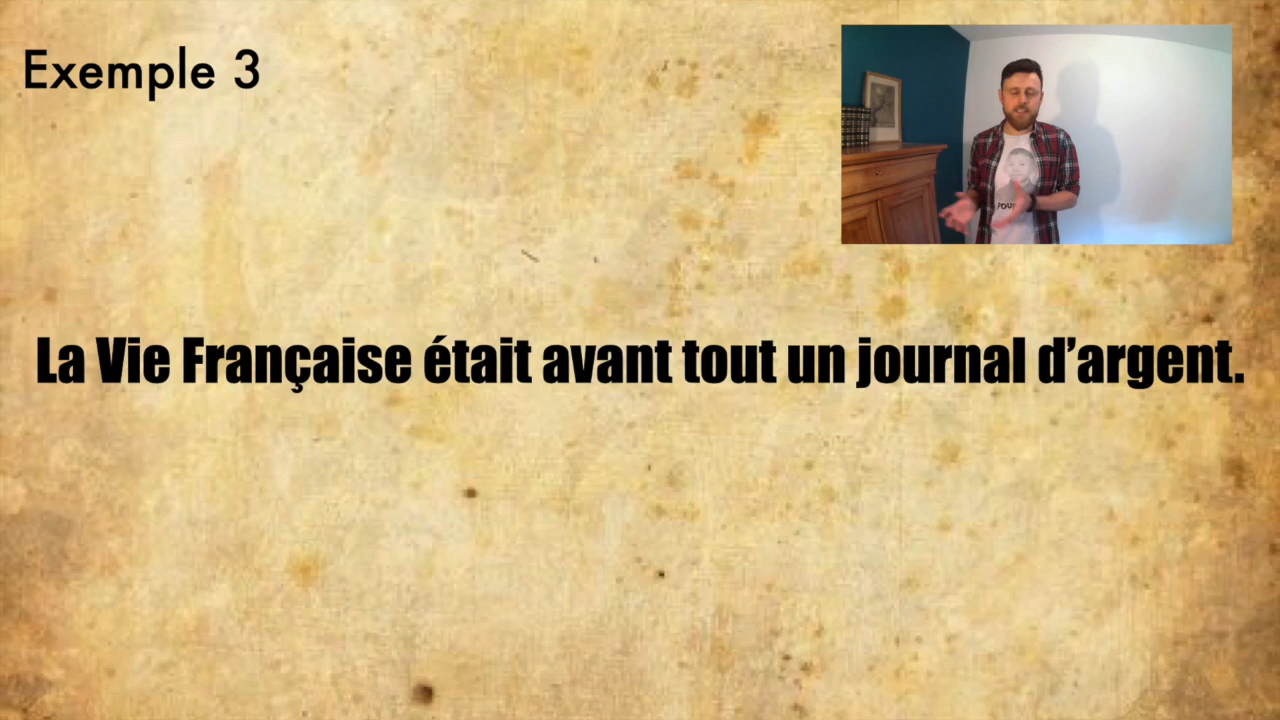 Exemple 3
La Vie Française était avant tout un journal d’argent.